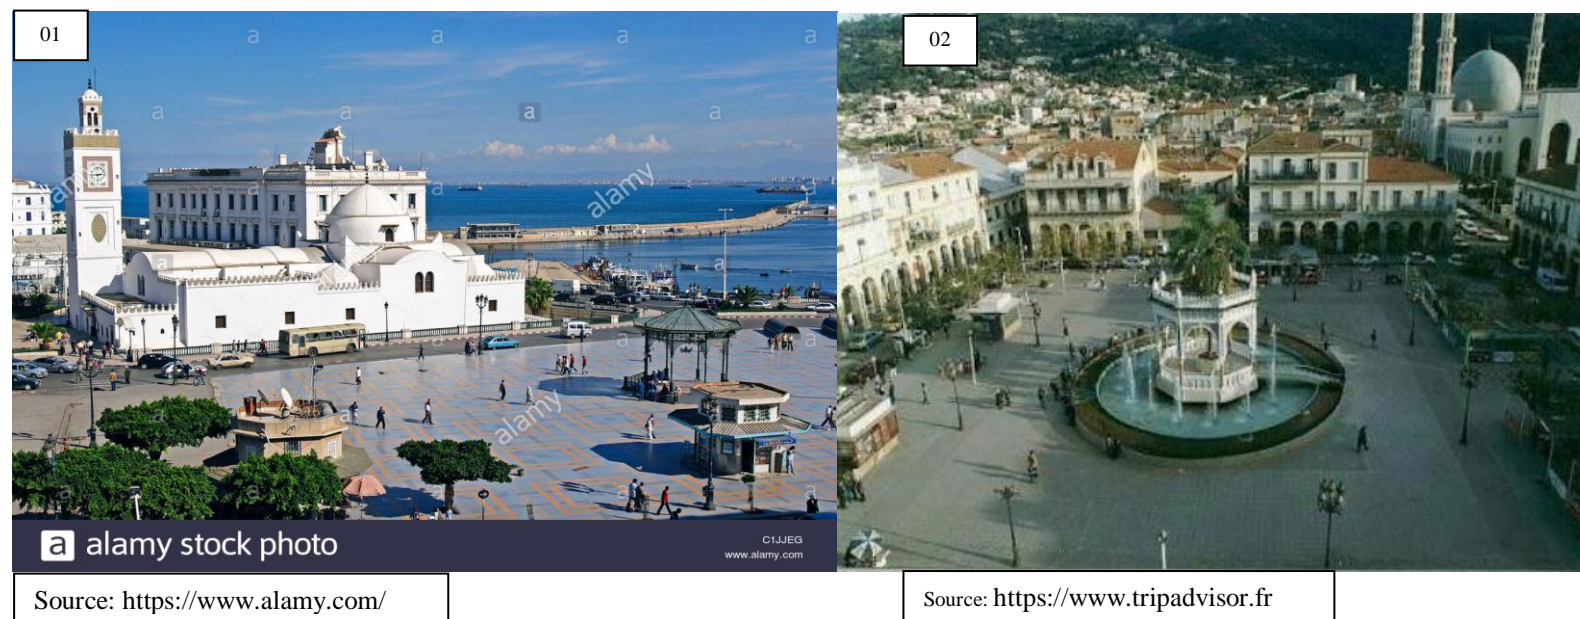 01
02
a a a a
a a a a
alamy
alamy
a a
alamy
a
a a a a
a alamy stock photo
C1JJEG
www.alamy.com
Source: https://www.alamy.com/
Source: https://www.tripadvisor.fr